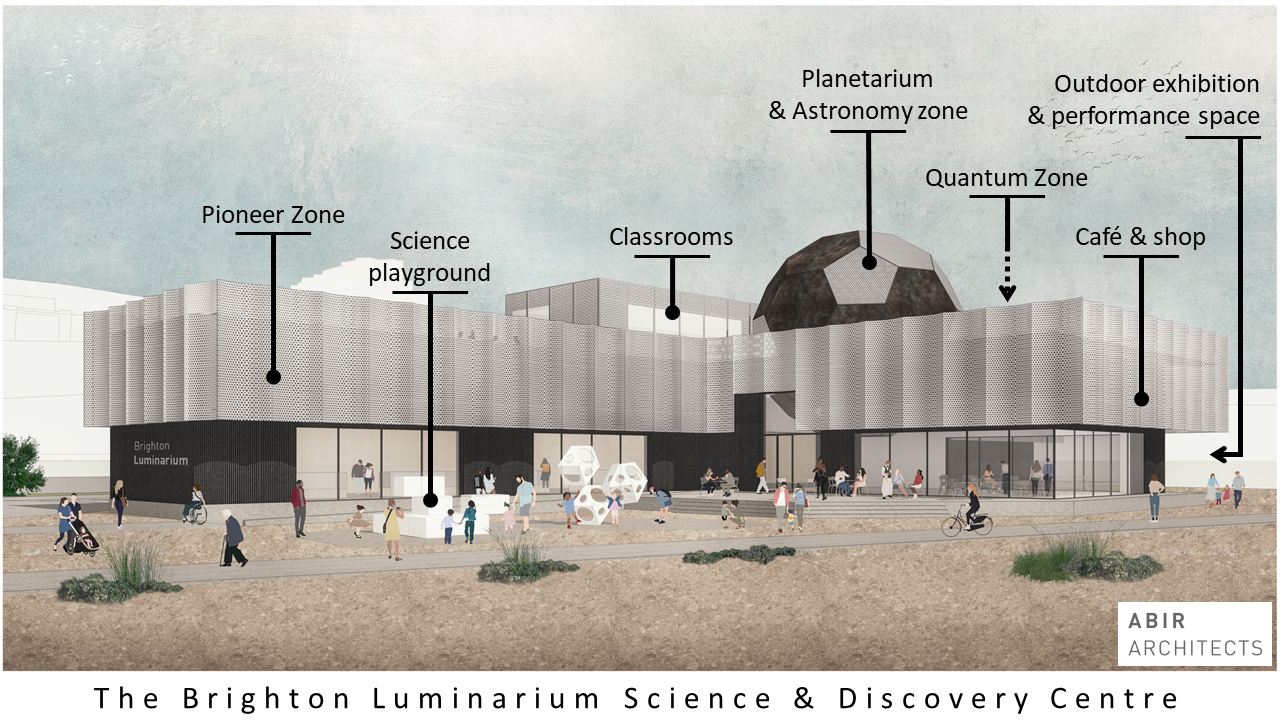 Planetarium
& Astronomy zone
Outdoor exhibition
& performance space
Quantum Zone
Pioneer Zone
Science
playground
Classrooms
Café & shop
Brighton
Luminarium
ABIR
ARCHITECTS
The Brighton Luminarium Science & Discovery Centre